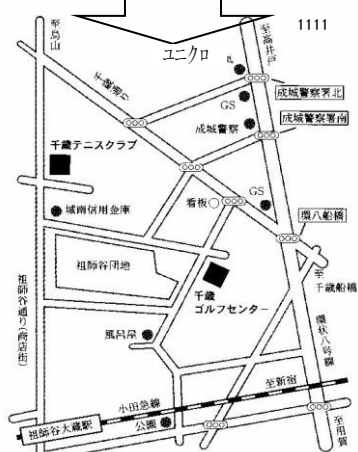 1111
ユニクロ
至烏山
至高井戸
千歳通り
GS
成城警察署北
成城警察
成城警察署南
千歳テニスクラブ
看板
GS
城南信用金庫
環八船橋
祖師谷団地
至
千歳船橋
千歳
ゴルフセンター
祖師谷通り(商店街)
環状八号線
風呂屋
至新宿
小田急線
公園
祖師谷大蔵駅
至用賀